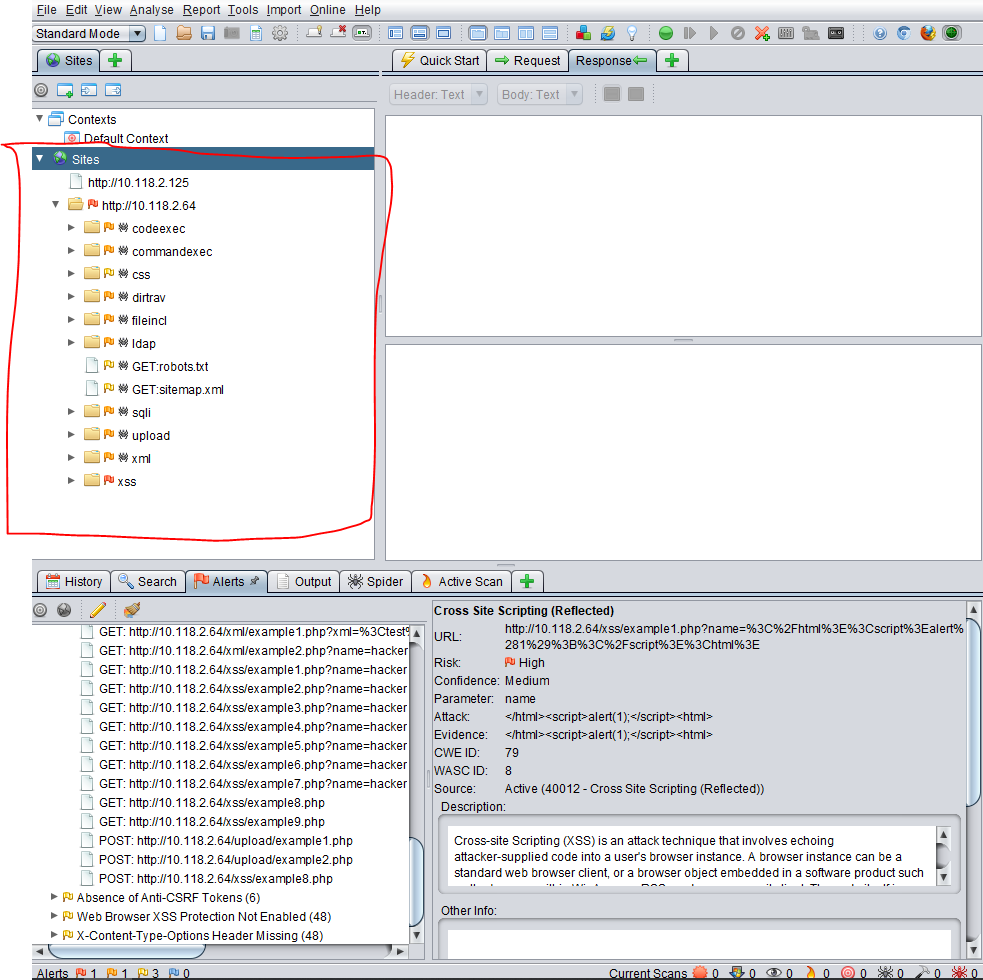 File Edit View Analyse Report Tools Import Online Help
Standard Mode
Sites
Quick Start Request Response
Header: Text Body: Text
Contexts
Default Context
Sites
http://10.118.2.125
http://10.118.2.64
codeexec
commandexec
css
dirtrav
fileincl
ldap
GET:robots.txt
GET:sitemap.xml
sqli
upload
xml
xss
History Search Alerts Output Spider Active Scan
GET: http://10.118.2.64/xml/example1.php?xml=%3Ctest%
GET: http://10.118.2.64/xml/example2.php?name=hacker
GET: http://10.118.2.64/xss/example1.php?name=hacker
GET: http://10.118.2.64/xss/example2.php?name=hacker
GET: http://10.118.2.64/xss/example3.php?name=hacker
GET: http://10.118.2.64/xss/example4.php?name=hacker
GET: http://10.118.2.64/xss/example5.php?name=hacker
GET: http://10.118.2.64/xss/example6.php?name=hacker
GET: http://10.118.2.64/xss/example7.php?name=hacker
GET: http://10.118.2.64/xss/example8.php
GET: http://10.118.2.64/xss/example9.php
POST: http://10.118.2.64/upload/example1.php
POST: http://10.118.2.64/upload/example2.php
POST: http://10.118.2.64/xss/example8.php
Absence of Anti-CSRF Tokens (6)
Web Browser XSS Protection Not Enabled (48)
X-Content-Type-Options Header Missing (48)
Cross Site Scripting (Reflected)
URL: http://10.118.2.64/xss/example1.php?name=%3C%2Fhtml%3E%3Cscript%3Ealert%
281%29%3B%3C%2Fscript%3E%3Chtml%3E
Risk: High
Confidence: Medium
Parameter: name
Attack: </html><script>alert(1);</script><html>
Evidence: </html><script>alert(1);</script><html>
CWE ID: 79
WASC ID: 8
Source: Active (40012 - Cross Site Scripting (Reflected))
Description:
Cross-site Scripting (XSS) is an attack technique that involves echoing
attacker-supplied code into a user's browser instance. A browser instance can be a
standard web browser client, or a browser object embedded in a software product such
Other Info:
Alerts 1 1 3 0 Current Scans 0 0 0 0 0 0 0 0